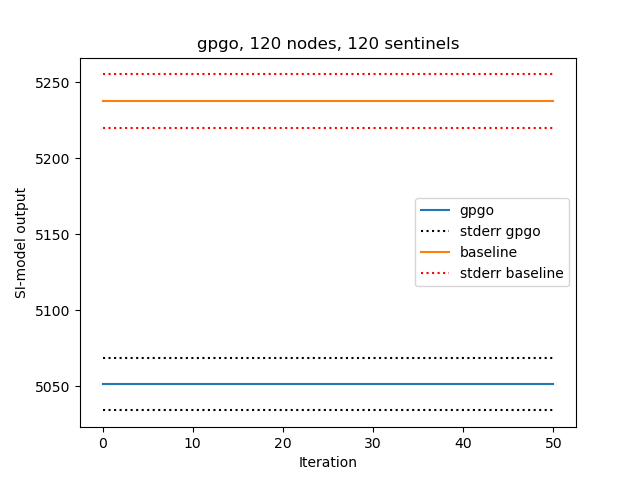 gpgo, 120 nodes, 120 sentinels
SI-model output
5250
5200
5150
5100
5050
gpgo
stderr gpgo
baseline
stderr baseline
0 10 20 30 40 50
Iteration